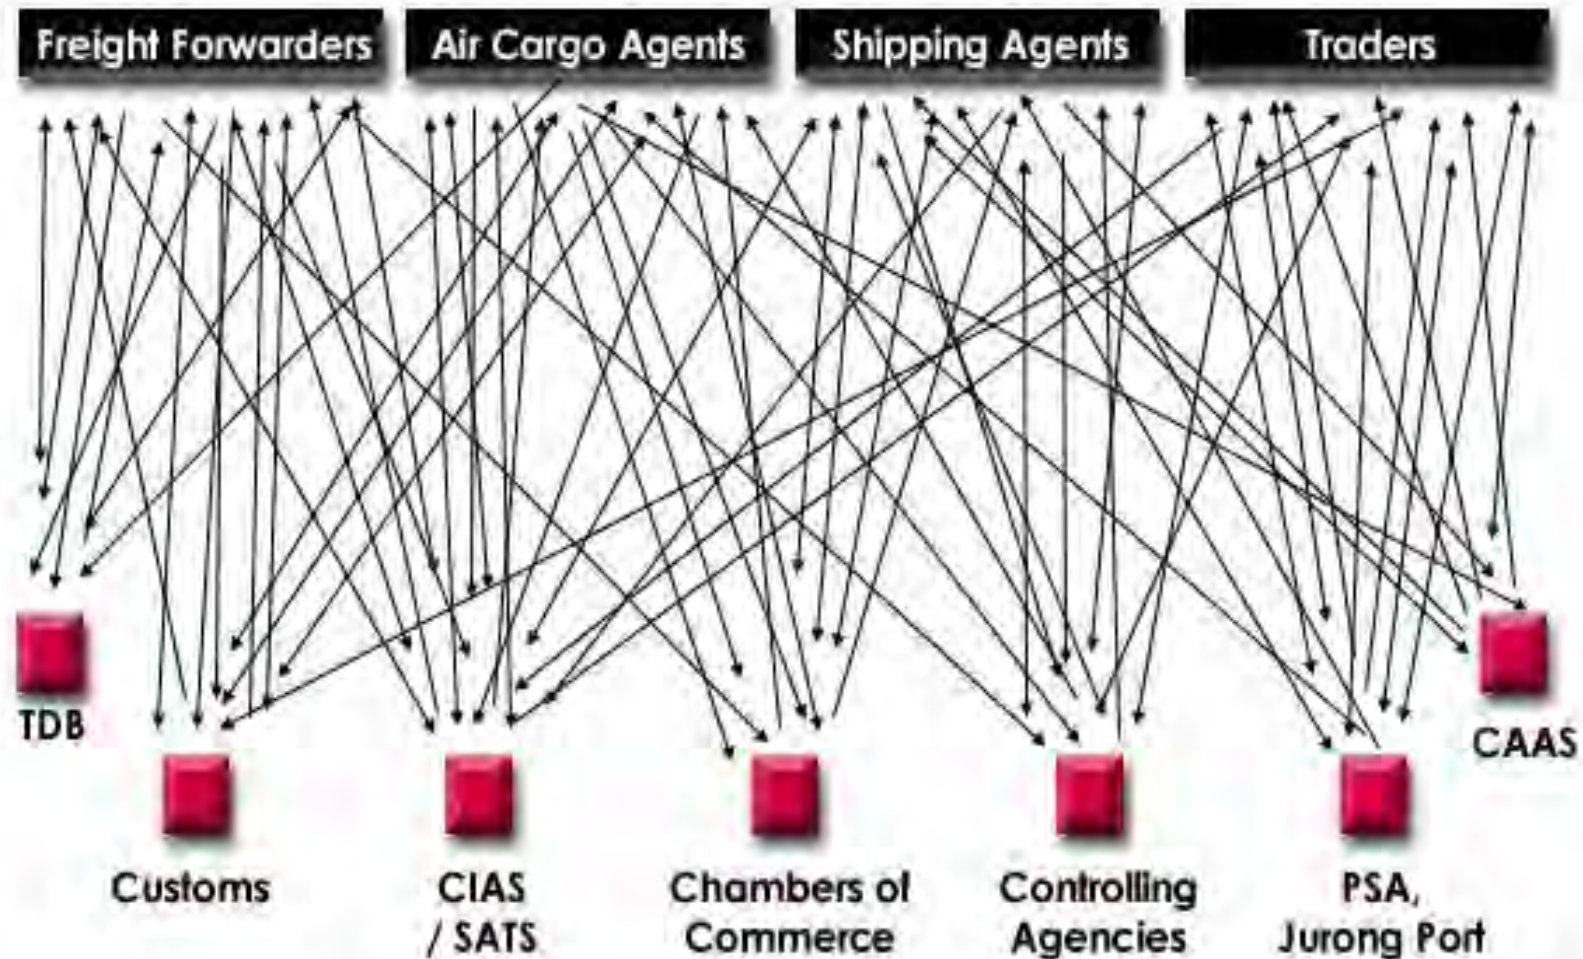 Freight Forwarders
Air Cargo Agents
Shipping Agents
Traders
TDB
CAAS
Customs
CIAS
/ SATS
Chambers of
Commerce
Controlling
Agencies
PSA,
Jurong Port